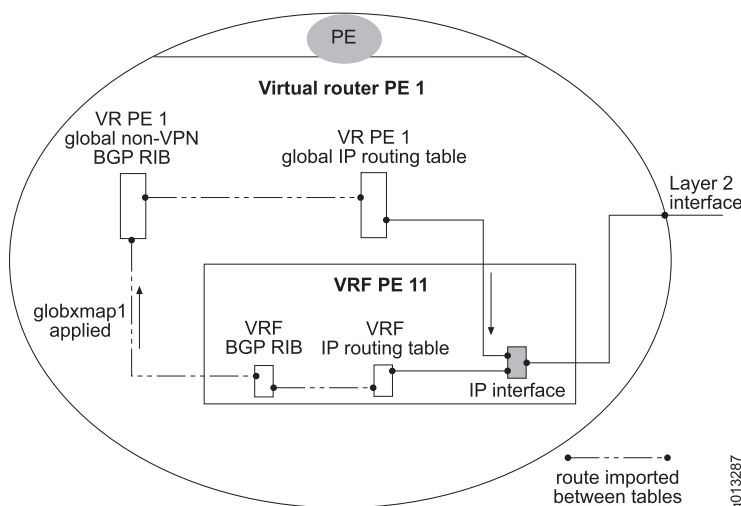 PE
Virtual router PE 1
VR PE 1
global non-VPN
BGP RIB
VR PE 1
global IP routing table
Layer 2
interface
VRF PE 11
globxmap1
applied
VRF
BGP RIB
VRF
IP routing table
IP interface
route imported
between tables
g013287